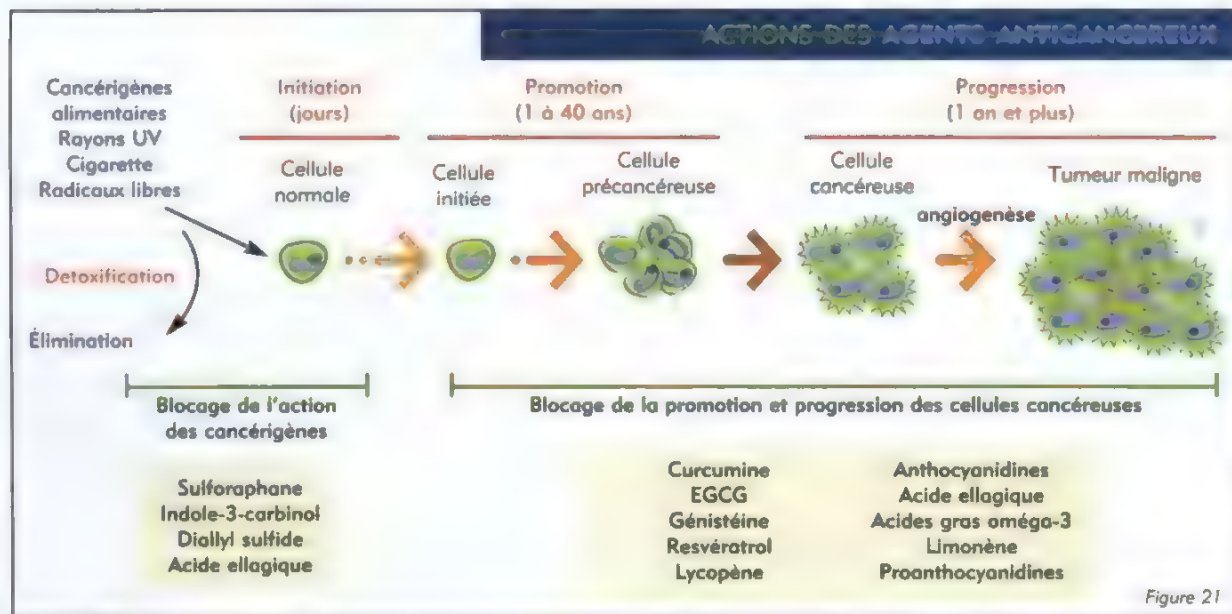 ACTIONS DES AGENTS ANTICANCEREUX
Cancérigènes
alimentaires
Rayons UV
Cigarette
Radicaux libres
Initiation
(jours)
Promotion
(1 à 40 ans)
Progression
(1 an et plus)
Cellule
normale
Cellule
initiée
Cellule
précancéreuse
Cellule
cancéreuse
Tumeur maligne
angiogenèse
Detoxification
Élimination
Blocage de l'action
des cancérigènes
Blocage de la promotion et progression des cellules cancéreuses
Sulforaphane
Indole-3-carbinol
Diallyl sulfide
Acide ellagique
Curcumine
EGCG
Génistéine
Resvératrol
Lycopène
Anthocyanidines
Acide ellagique
Acides gras oméga-3
Limonène
Proanthocyanidines
Figure 21